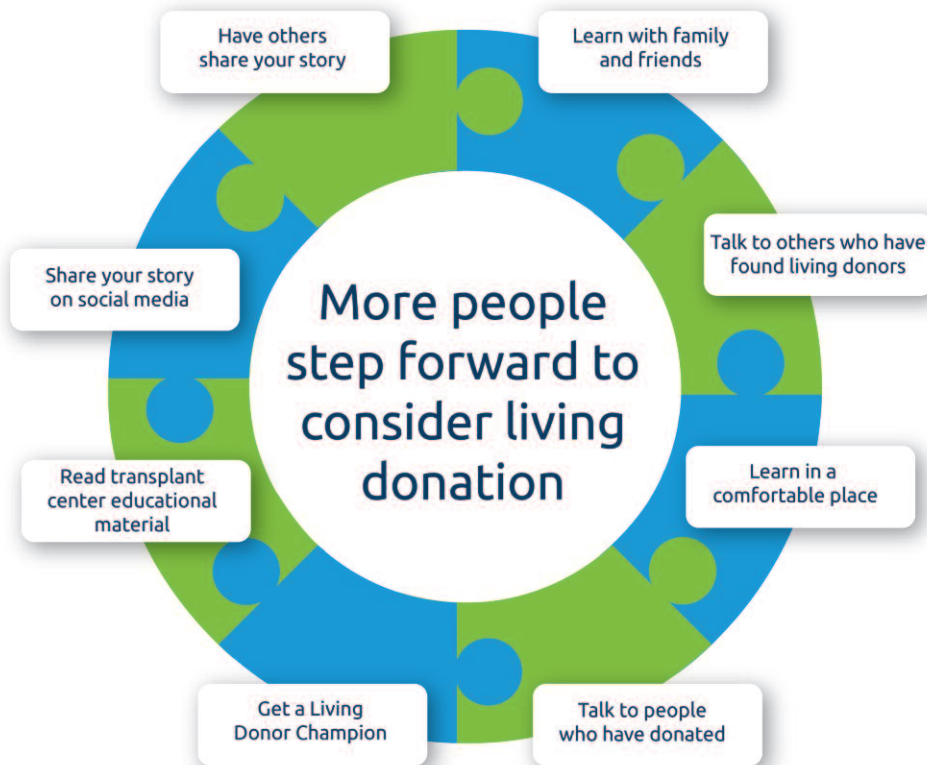 Have others
share your story
Learn with family
and friends
Talk to others who have
found living donors
Learn in a
comfortable place
Talk to people
who have donated
Get a Living
Donor Champion
Read transplant
center educational
material
Share your story
on social media
More people
step forward to
consider living
donation